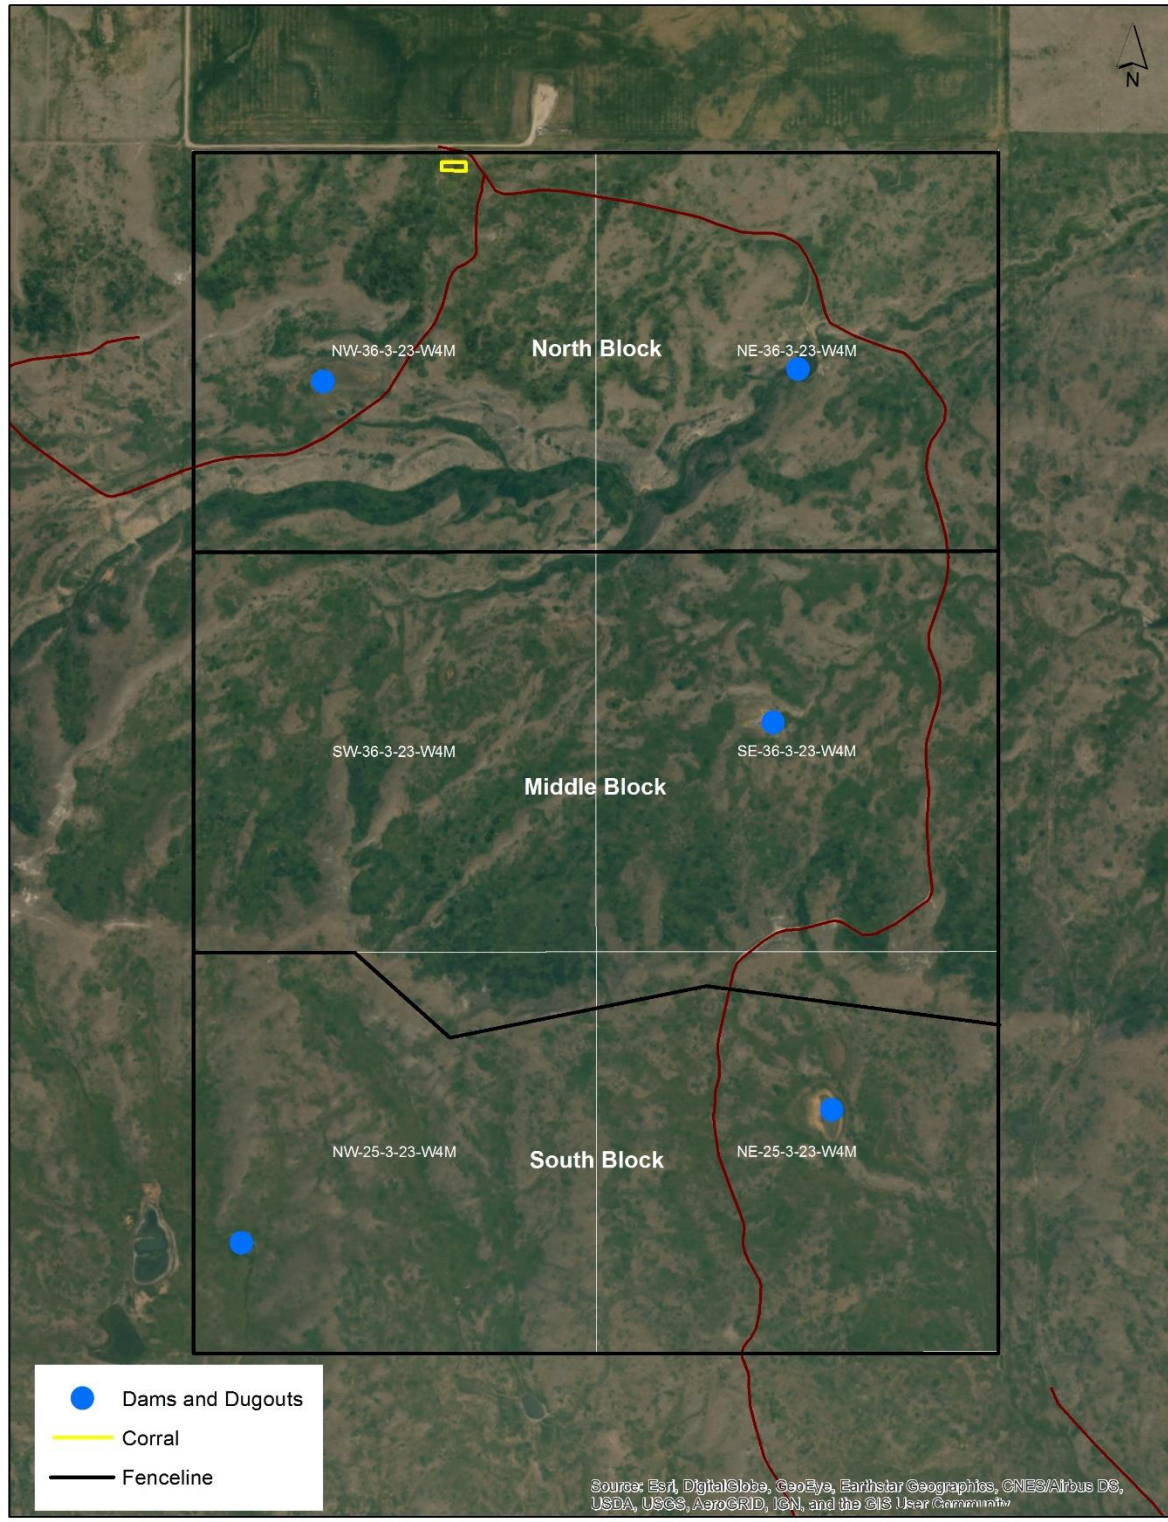 N
NW-36-3-23-W4M
North Block
NE-36-3-23-W4M
SW-36-3-23-W4M
SE-36-3-23-W4M
Middle Block
NW-25-3-23-W4M
South Block
NE-25-3-23-W4M
Dams and Dugouts
Corral
Fenceline
Source: Esri, DigitalGlobe, GeoEye, Earthstar Geographics, CNES/Airbus DS,
USDA, USGS, AeroGRID, IGN, and the GIS User Community